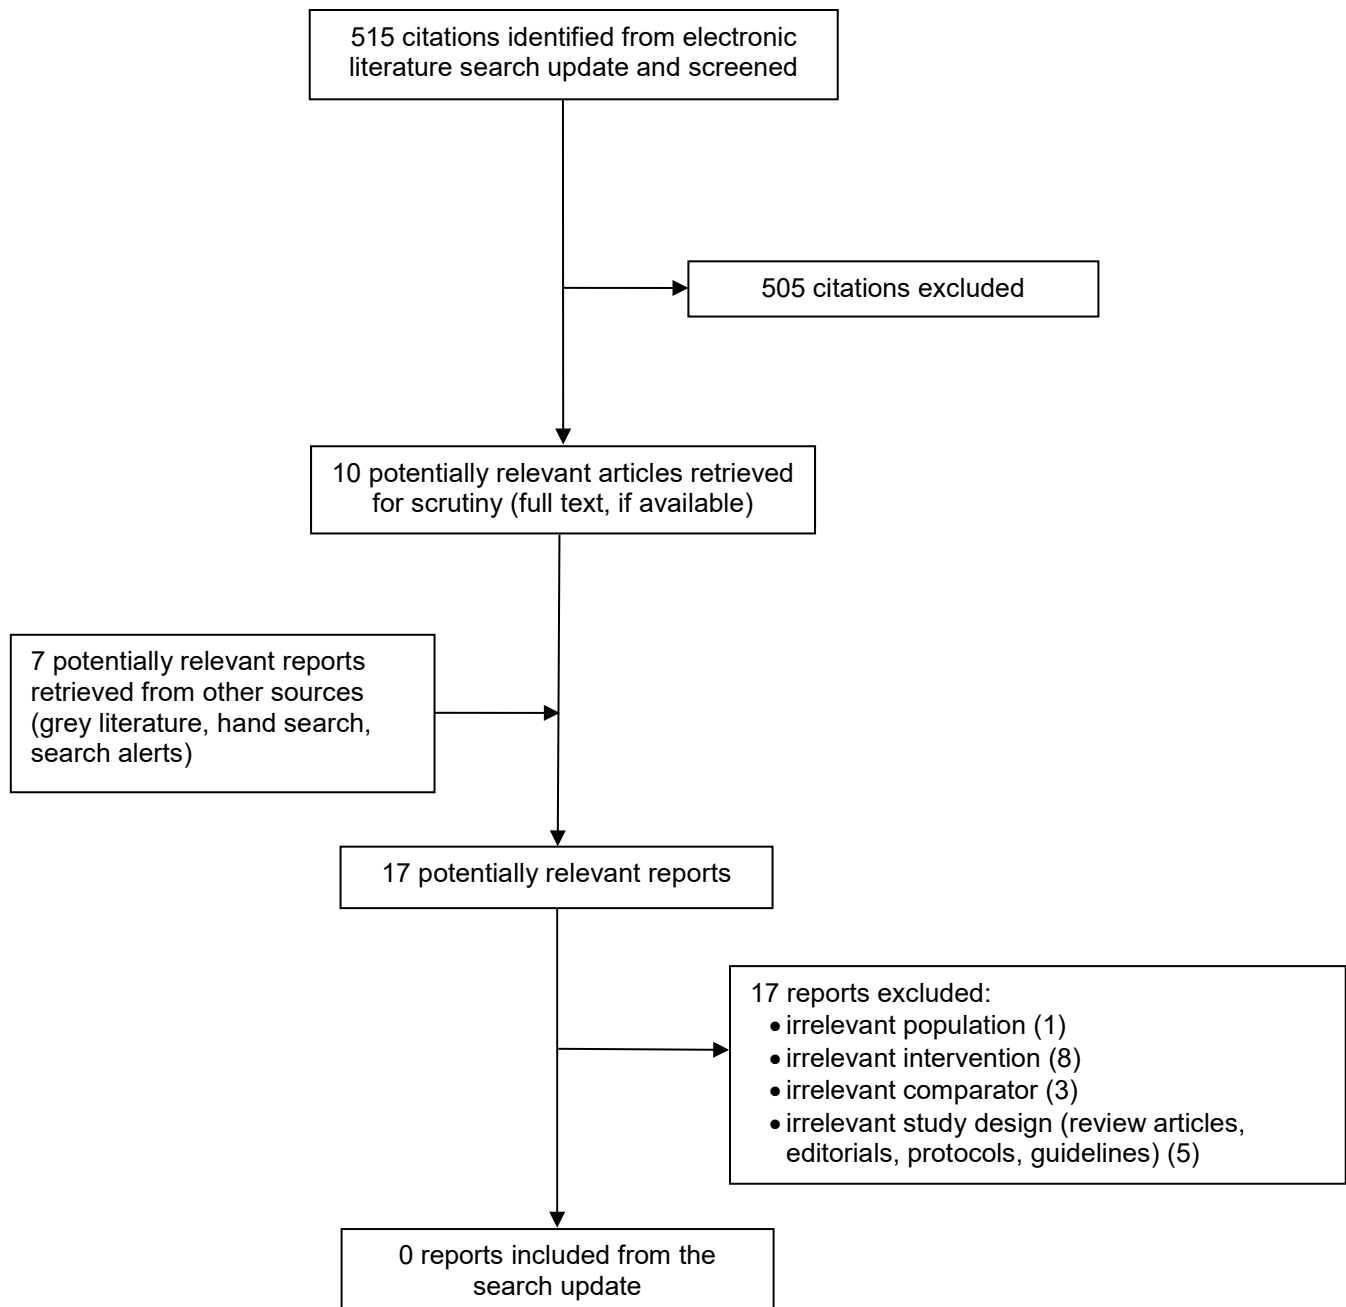 515 citations identified from electronic
literature search update and screened
505 citations excluded
10 potentially relevant articles retrieved
for scrutiny (full text, if available)
7 potentially relevant reports
retrieved from other sources
(grey literature, hand search,
search alerts)
17 potentially relevant reports
17 reports excluded:
• irrelevant population (1)
• irrelevant intervention (8)
• irrelevant comparator (3)
• irrelevant study design (review articles,
editorials, protocols, guidelines) (5)
0 reports included from the
search update